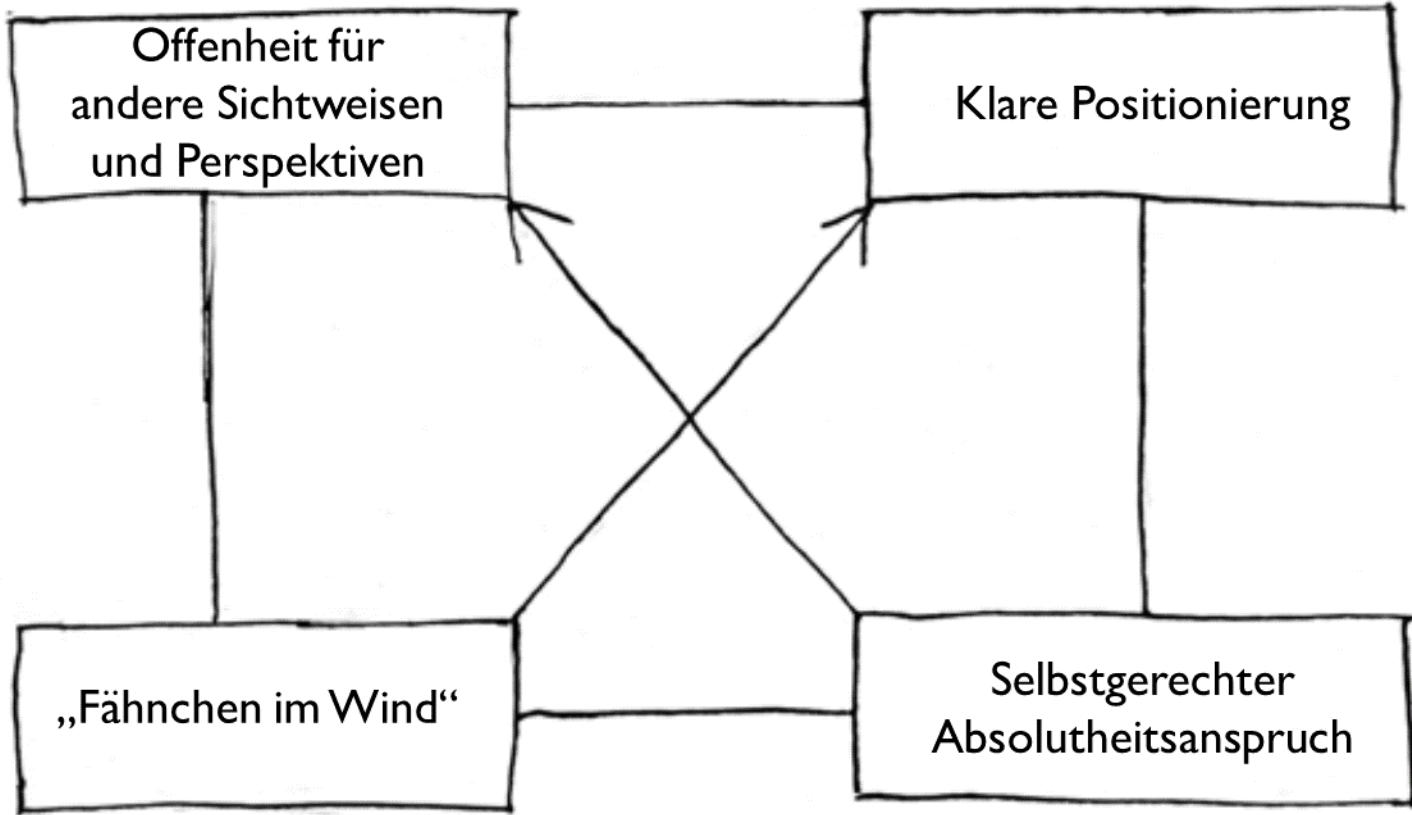 Offenheit für
andere Sichtweisen
und Perspektiven
Klare Positionierung
„Fähnchen im Wind“
Selbstgerechter
Absolutheitsanspruch